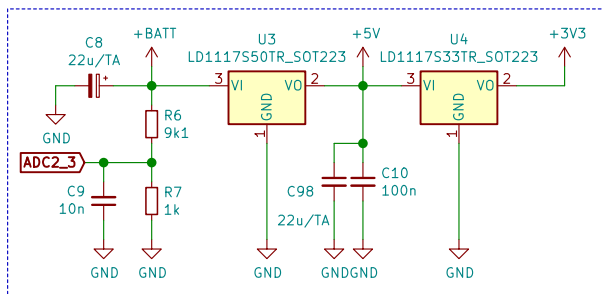 +BATT
+5V
+3V3
C8
22u/TA
U3
LD1117S50TR_SOT223
U4
LD1117S33TR_SOT223
+
3
VI
VO
2
GND
1
3
VI
VO
2
GND
1
GND
R6
9k1
ADC2_3
C9
10n
R7
1k
C98
22u/TA
C10
100n
GND
GND
GND
GND
GND
GND